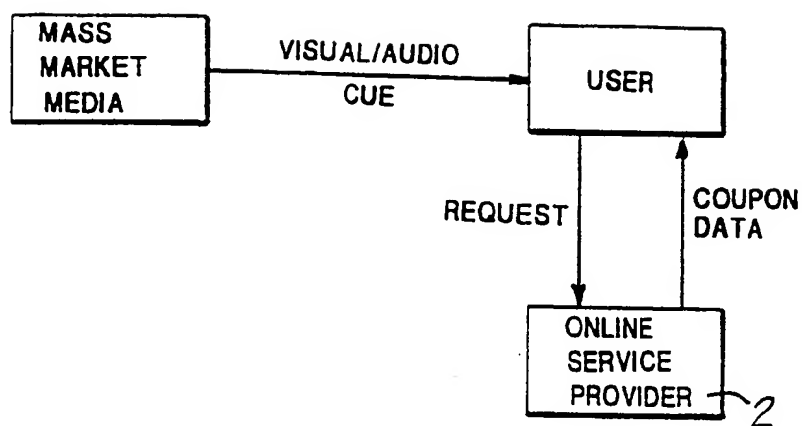 MASS
MARKET
MEDIA
VISUAL/AUDIO
CUE
USER
REQUEST
COUPON
DATA
ONLINE
SERVICE
PROVIDER
2